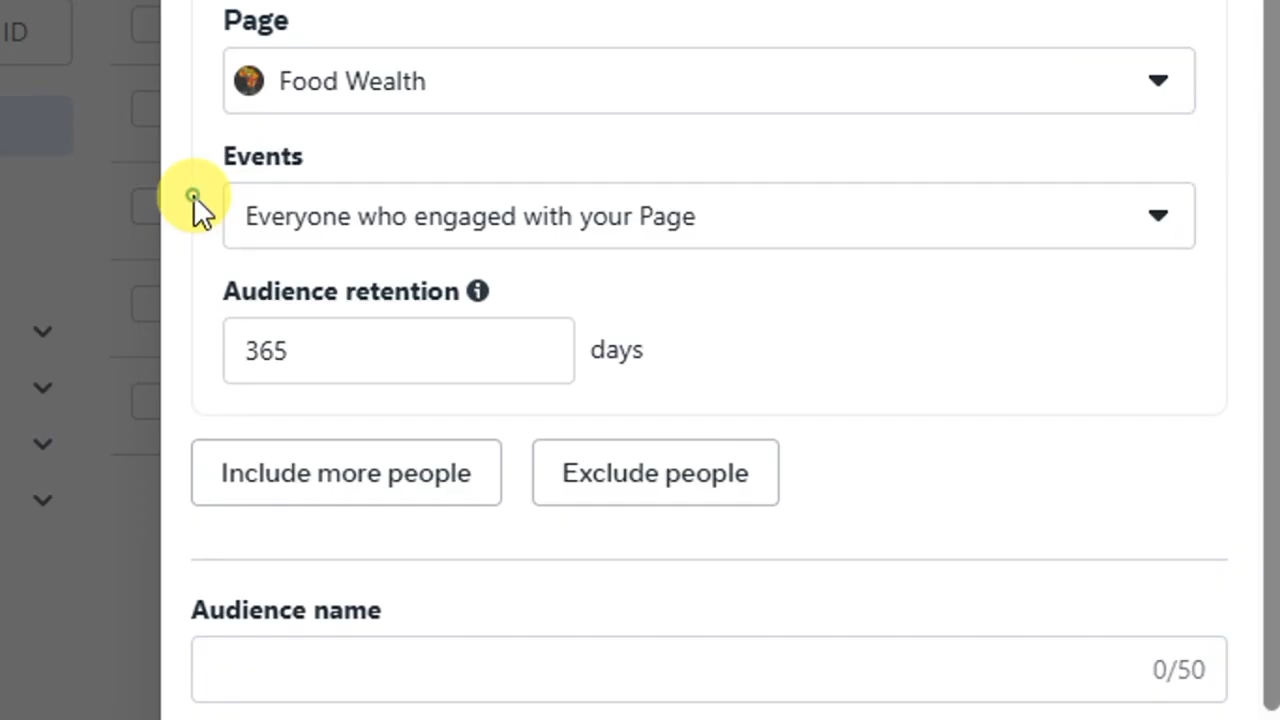 ID
Page
Food Wealth
Events
Everyone who engaged with your Page
Audience retention
365 days
Include more people Exclude people
Audience name
0/50